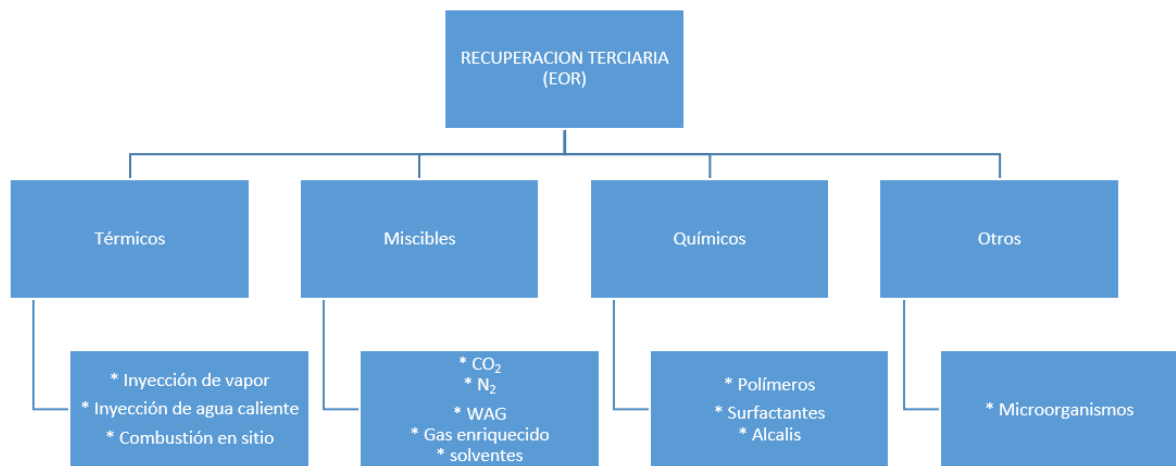 RECUPERACION TERCIARIA
(EOR)
Térmicos
Miscibles
Químicos
Otros
* Inyección de vapor
* Inyección de agua caliente
* Combustión en sitio
* CO₂
* N₂
* WAG
* Gas enriquecido
* solventes
* Polímeros
* Surfactantes
* Alcalis
* Microorganismos